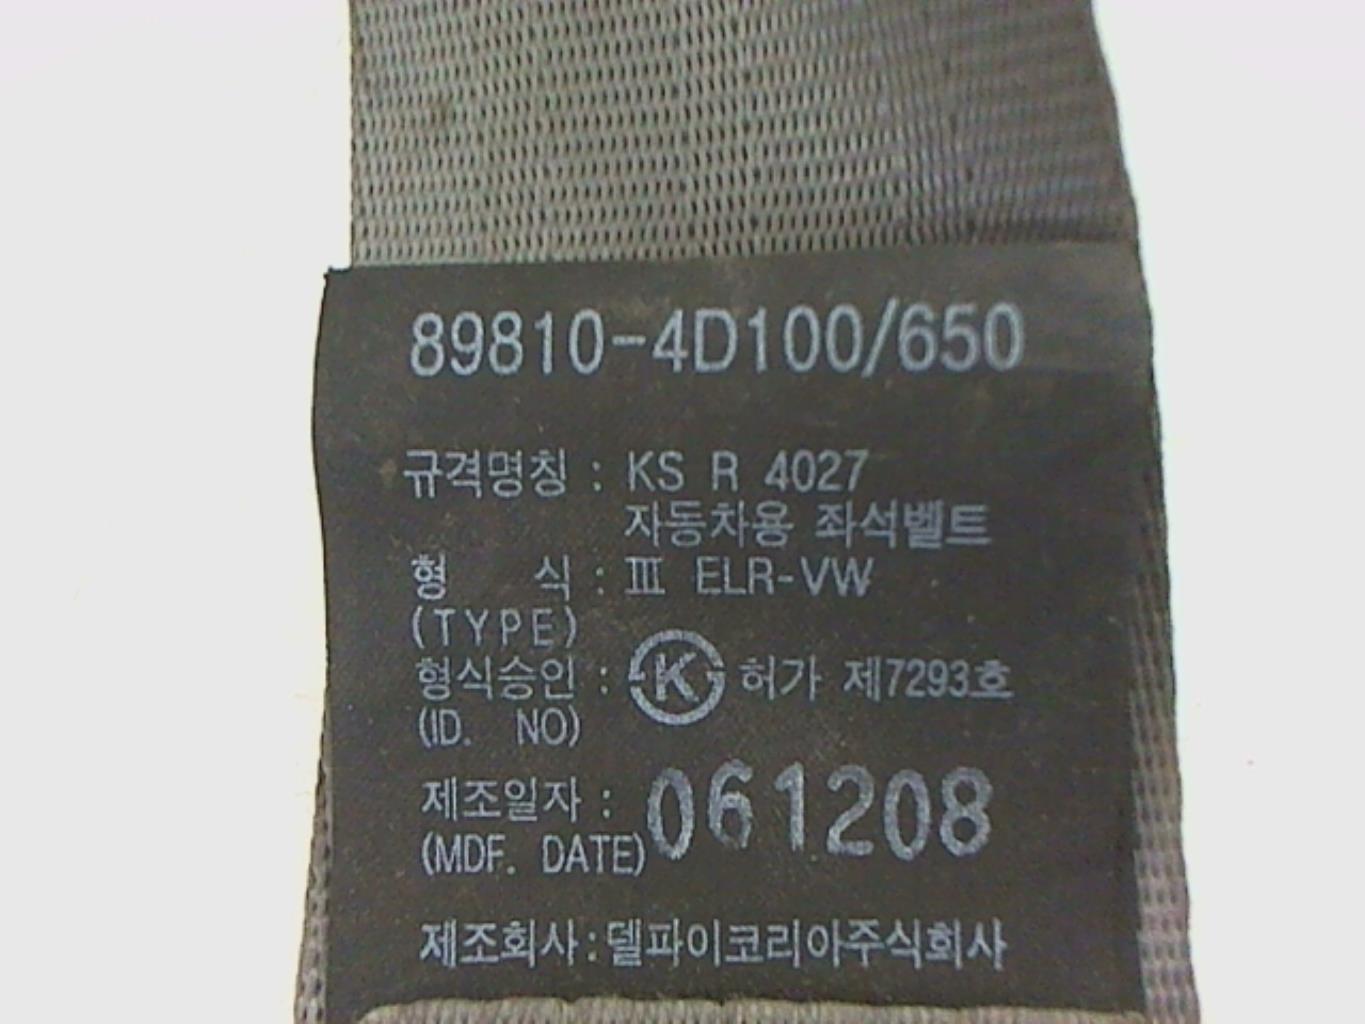 89810-4D100/650
규격명칭 : KS R 4027
자동차용 좌석벨트
형 식 : III ELR-VW
(TYPE)
형식승인 : K 허가 제7293호
(ID. NO)
제조일자 : 061208
(MDF. DATE)
제조회사 : 델파이코리아주식회사